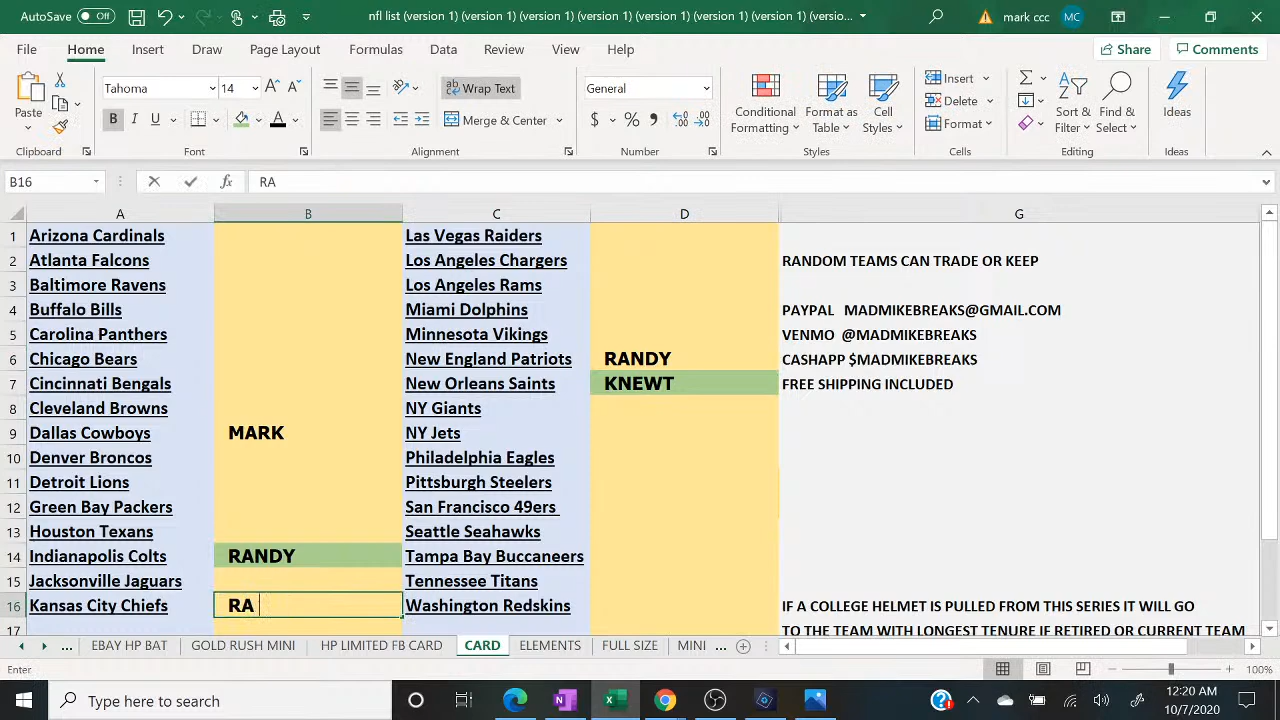 AutoSave Off nfl list (version 1) (version 1) (version 1) (version 1) (version 1) (version 1) (versio... mark ccc MC
File Home Insert Draw Page Layout Formulas Data Review View Help Share Comments
Paste Tahoma 14 Wrap Text General Conditional Formatting Format as Table Cell Styles Insert Sort & Filter Find & Select Ideas
B I U Merge & Center $ % Delete
Format
Clipboard Font Alignment Number Styles Cells Editing Ideas
B16 fx RA
A B C D G
1 Arizona Cardinals Las Vegas Raiders
2 Atlanta Falcons Los Angeles Chargers RANDOM TEAMS CAN TRADE OR KEEP
3 Baltimore Ravens Los Angeles Rams
4 Buffalo Bills Miami Dolphins PAYPAL MADMIKEBREAKS@GMAIL.COM
5 Carolina Panthers Minnesota Vikings VENMO @MADMIKEBREAKS
6 Chicago Bears New England Patriots RANDY CASHAPP $MADMIKEBREAKS
7 Cincinnati Bengals New Orleans Saints KNEWT FREE SHIPPING INCLUDED
8 Cleveland Browns NY Giants
9 Dallas Cowboys MARK NY Jets
10 Denver Broncos Philadelphia Eagles
11 Detroit Lions Pittsburgh Steelers
12 Green Bay Packers San Francisco 49ers
13 Houston Texans Seattle Seahawks
14 Indianapolis Colts RANDY Tampa Bay Buccaneers
15 Jacksonville Jaguars Tennessee Titans
16 Kansas City Chiefs RA Washington Redskins IF A COLLEGE HELMET IS PULLED FROM THIS SERIES IT WILL GO
17 TO THE TEAM WITH LONGEST TENURE IF RETIRED OR CURRENT TEAM
... EBAY HP BAT GOLD RUSH MINI HP LIMITED FB CARD CARD ELEMENTS FULL SIZE MINI ...
Enter 100%
Type here to search 12:20 AM
10/7/2020